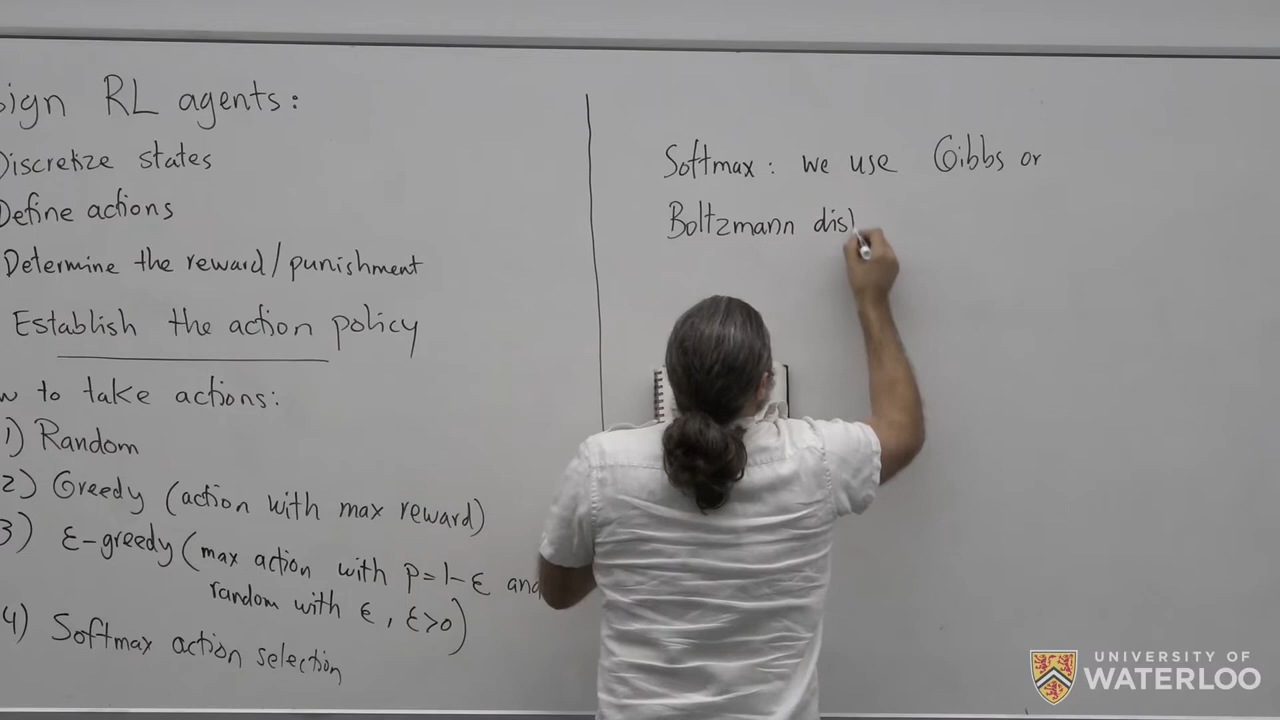 sign RL agents:
Discretize states
Define actions
Determine the reward/punishment
Establish the action policy
w to take actions:
1) Random
2) Greedy (action with max reward)
3) ε-greedy (max action with p=1-ε and
random with ε, ε>0)
4) Softmax action selection
Softmax: we use Gibbs or
Boltzmann dist
UNIVERSITY OF
WATERLOO